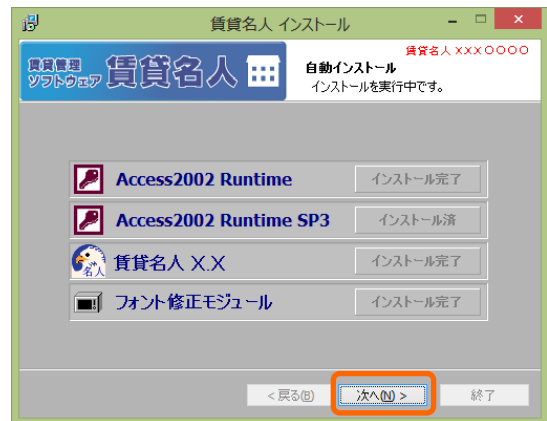 賃貸名人 インストール
賃貸名人 XXX〇〇〇〇
賃貸管理
ソフトウェア 賃貸名人
自動インストール
インストールを実行中です。
Access2002 Runtime インストール完了
Access2002 Runtime SP3 インストール済
名人 賃貸名人 X.X インストール完了
フォント修正モジュール インストール完了
< 戻る(B) 次へ(N) > 終了